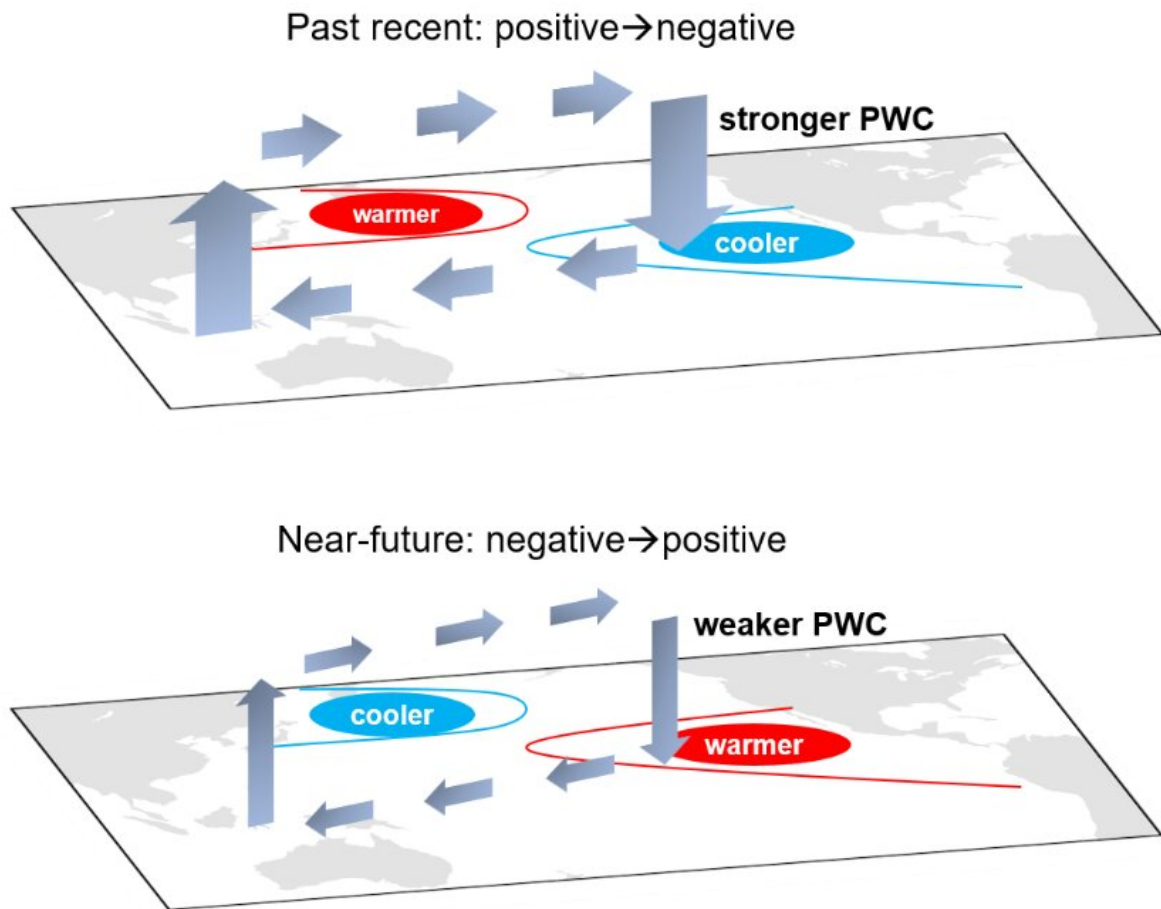 Past recent: positive→negative
stronger PWC
warmer
cooler
Near-future: negative→positive
weaker PWC
cooler
warmer